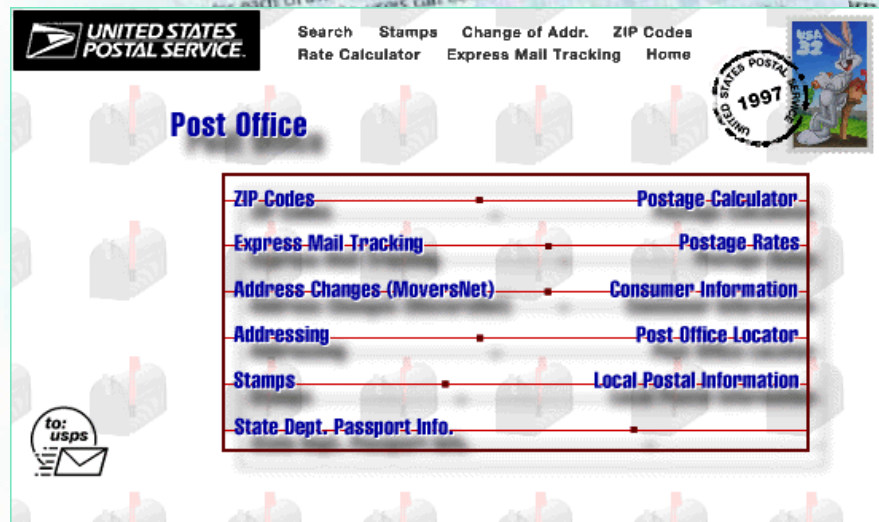 for each
UNITED STATES
POSTAL SERVICE.
Search Stamps Change of Addr. ZIP Codes
Rate Calculator Express Mail Tracking Home
USA
32
UNITED STATES POSTAL SERVICE
1997
Post Office
ZIP Codes Postage Calculator
Express Mail Tracking Postage Rates
Address Changes (MoversNet) Consumer Information
Addressing Post Office Locator
Stamps Local Postal Information
State Dept. Passport Info.
to:
usps